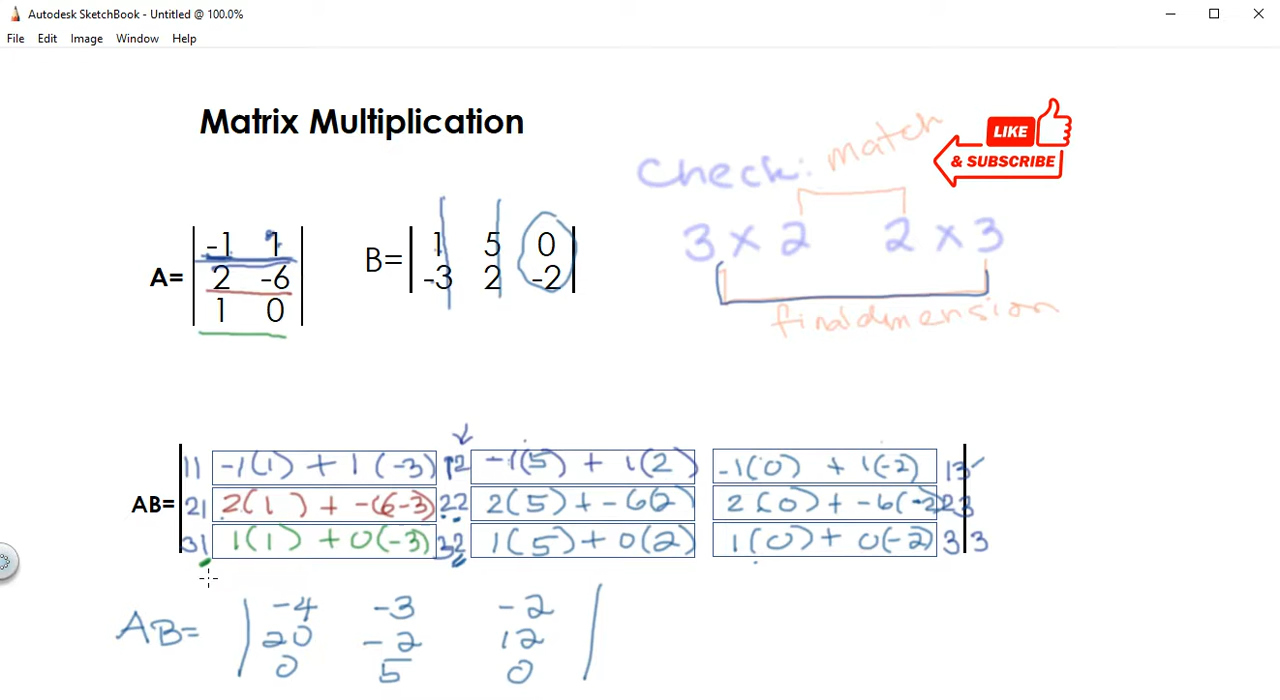 Autodesk SketchBook - Untitled @ 100.0%
File Edit Image Window Help
Matrix Multiplication
Check: match
LIKE
& SUBSCRIBE
3 x 2 2 x 3
final dimension
A= -1 1
2 -6
1 0
B= 1 5 0
-3 2 -2
11 -1(1) + 1(-3) 12 -1(5) + 1(2) -1(0) + 1(-2) 13
AB= 21 2(1) + -(6-3) 22 2(5) + -6(2) 2(0) + -6(-2) 23
31 1(1) + 0(-3) 32 1(5) + 0(2) 1(0) + 0(-2) 33
AB= -4 -3 -2
20 -2 12
0 5 0